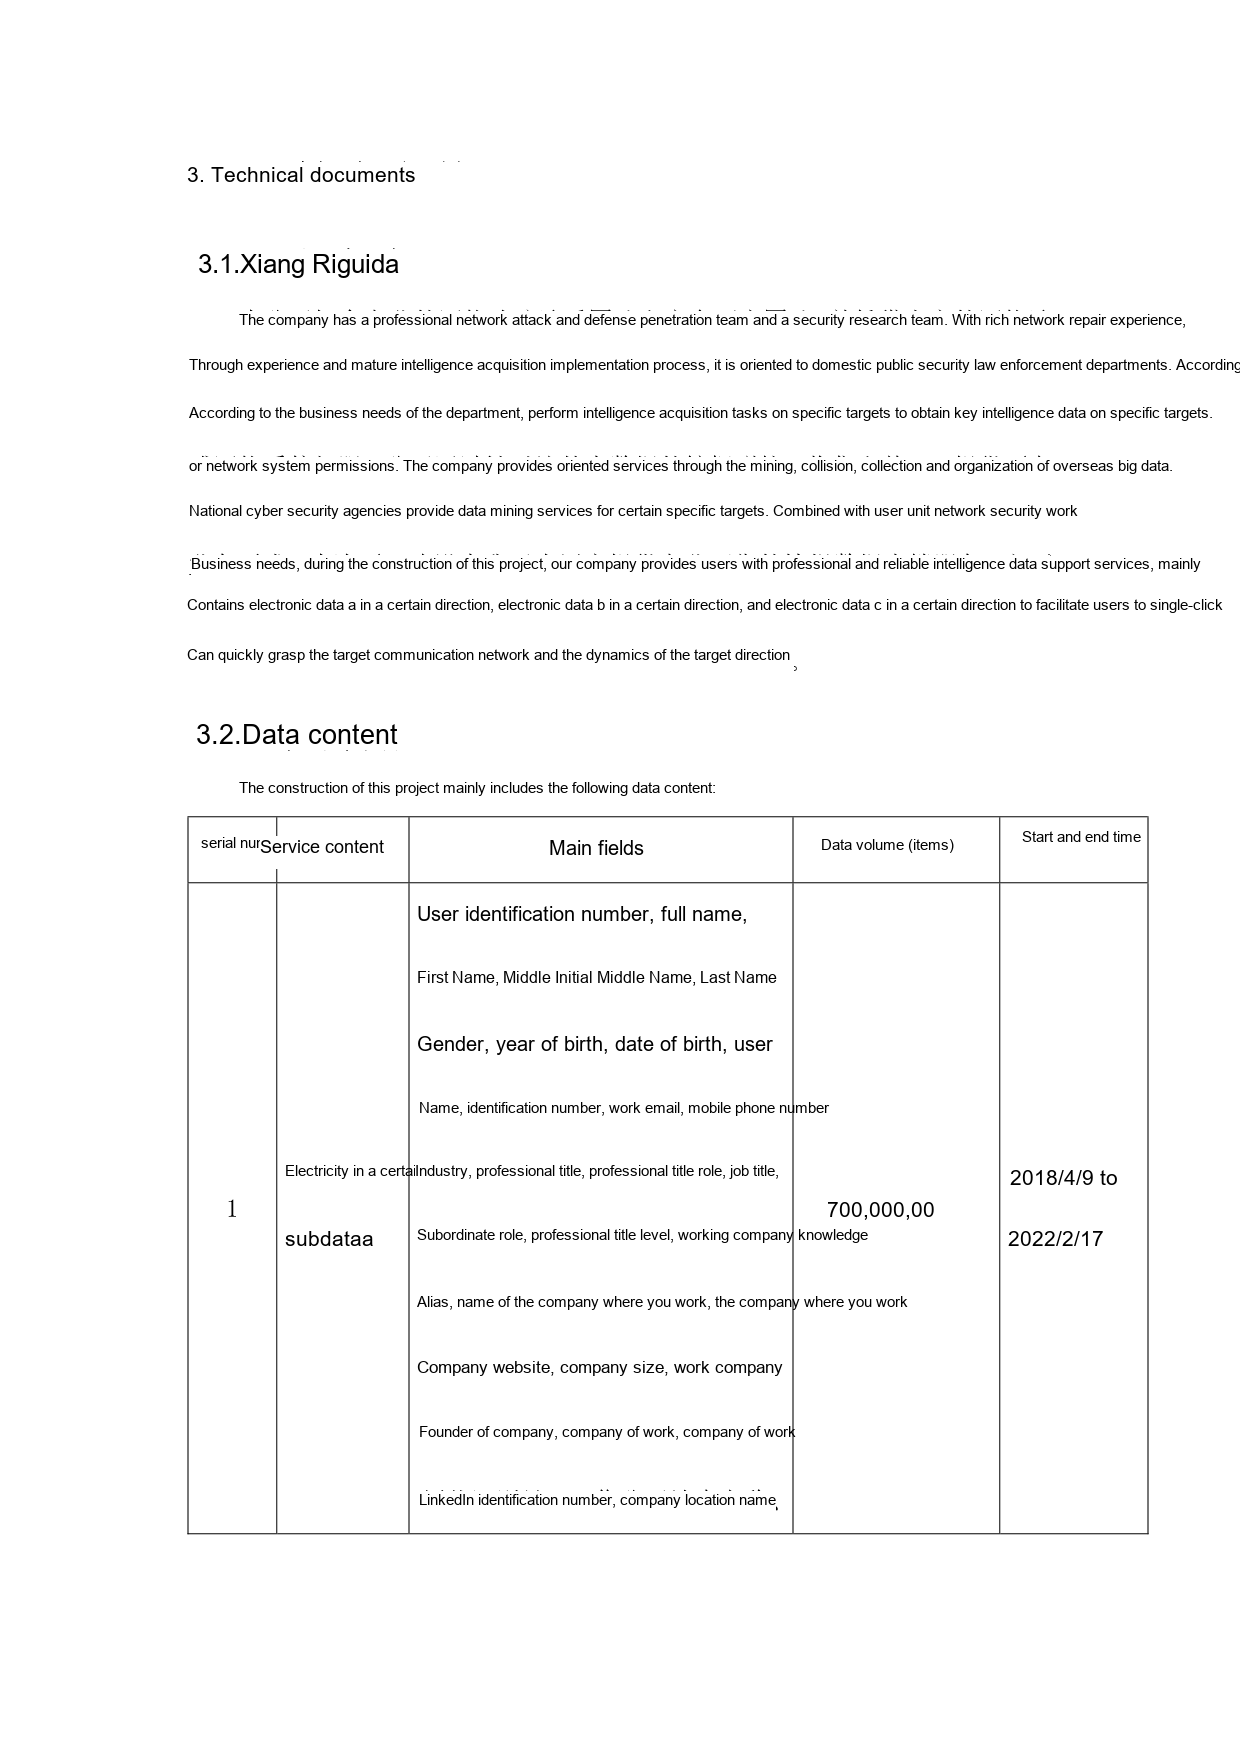 3. Technical documents
3.1.Xiang Riguida
The company has a professional network attack and defense penetration team and a security research team. With rich network repair experience,
Through experience and mature intelligence acquisition implementation process, it is oriented to domestic public security law enforcement departments. According
According to the business needs of the department, perform intelligence acquisition tasks on specific targets to obtain key intelligence data on specific targets.
or network system permissions. The company provides oriented services through the mining, collision, collection and organization of overseas big data.
National cyber security agencies provide data mining services for certain specific targets. Combined with user unit network security work
Business needs, during the construction of this project, our company provides users with professional and reliable intelligence data support services, mainly
Contains electronic data a in a certain direction, electronic data b in a certain direction, and electronic data c in a certain direction to facilitate users to single-click
Can quickly grasp the target communication network and the dynamics of the target direction 。
3.2.Data content
The construction of this project mainly includes the following data content:
serial nur Service content Main fields Data volume (items) Start and end time
User identification number, full name,
First Name, Middle Initial Middle Name, Last Name
Gender, year of birth, date of birth, user
Name, identification number, work email, mobile phone number
Electricity in a certai Industry, professional title, professional title role, job title,
2018/4/9 to
1
700,000,00
subdataa
Subordinate role, professional title level, working company knowledge
2022/2/17
Alias, name of the company where you work, the company where you work
Company website, company size, work company
Founder of company, company of work, company of work
LinkedIn identification number, company location name,